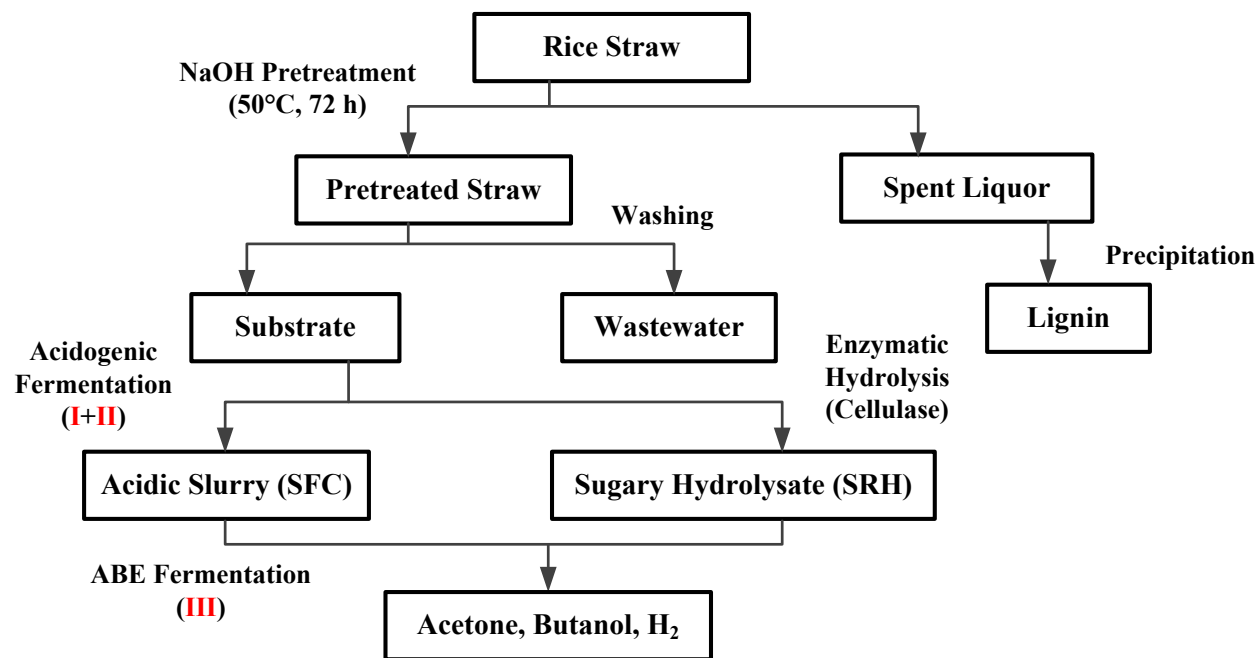 Rice Straw
NaOH Pretreatment
(50°C, 72 h)
Pretreated Straw
Spent Liquor
Washing
Precipitation
Substrate
Wastewater
Lignin
Acidogenic
Fermentation
(I+II)
Enzymatic
Hydrolysis
(Cellulase)
Acidic Slurry (SFC)
Sugary Hydrolysate (SRH)
ABE Fermentation
(III)
Acetone, Butanol, H₂